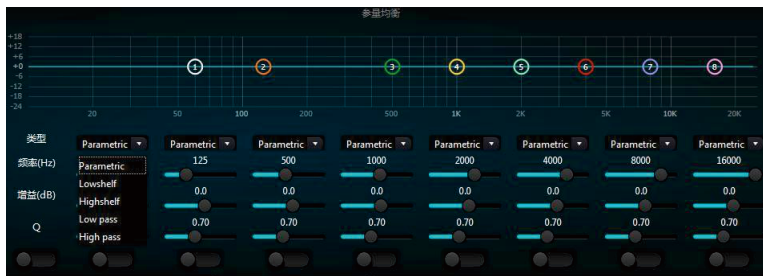 参量均衡
+18
+12
+6
+0
-6
-12
-18
-24
1 2 3 4 5 6 7 8
20 50 100 200 500 1K 2K 5K 10K 20K
类型 Parametric Parametric Parametric Parametric Parametric Parametric Parametric Parametric
频率(Hz) 125 500 1000 2000 4000 8000 16000
Parametric
Lowshelf
Highshelf
Low pass
High pass
增益(dB) 0.0 0.0 0.0 0.0 0.0 0.0 0.0
Q 0.70 0.70 0.70 0.70 0.70 0.70 0.70